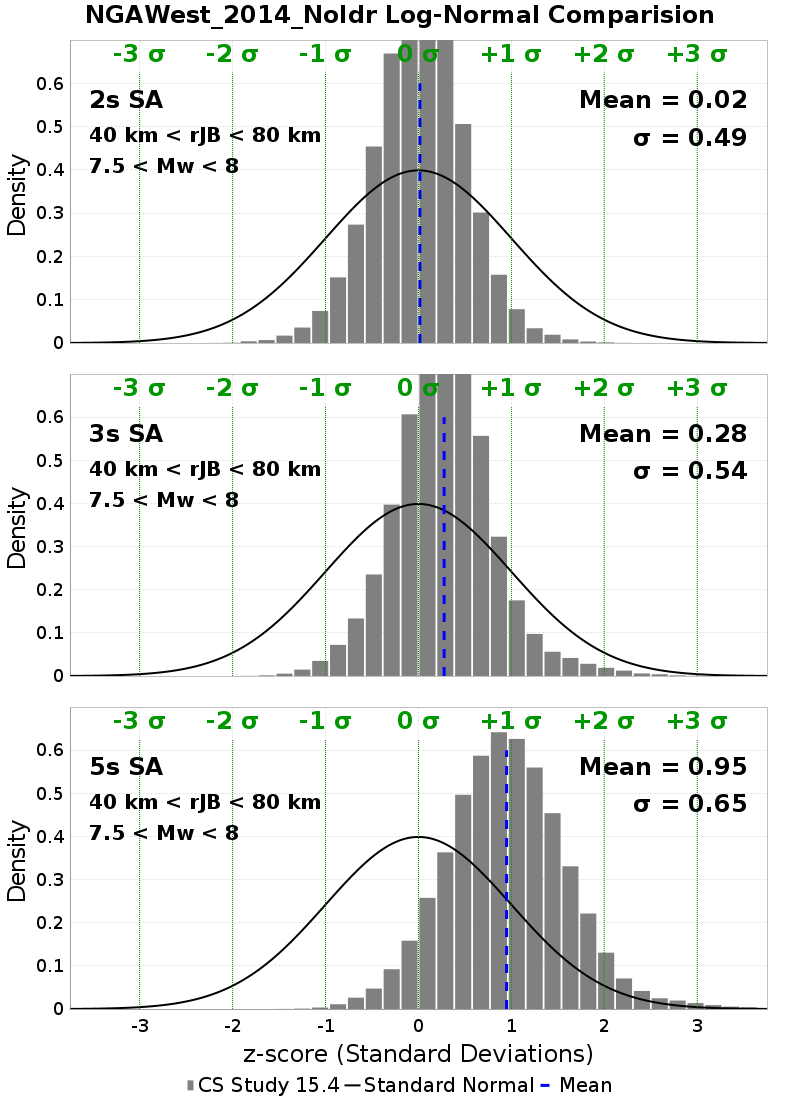 NGAWest_2014_NoIdr Log-Normal Comparision
-3 σ -2 σ -1 σ 0 σ +1 σ +2 σ +3 σ
0.6
2s SA Mean = 0.02
0.5
40 km < rJB < 80 km σ = 0.49
7.5 < Mw < 8
0.4
Density
0.3
0.2
0.1
0
-3 σ -2 σ -1 σ 0 σ +1 σ +2 σ +3 σ
0.6
3s SA Mean = 0.28
0.5
40 km < rJB < 80 km σ = 0.54
7.5 < Mw < 8
0.4
Density
0.3
0.2
0.1
0
-3 σ -2 σ -1 σ 0 σ +1 σ +2 σ +3 σ
0.6
5s SA Mean = 0.95
0.5
40 km < rJB < 80 km σ = 0.65
7.5 < Mw < 8
0.4
Density
0.3
0.2
0.1
0
-3 -2 -1 0 1 2 3
z-score (Standard Deviations)
CS Study 15.4 Standard Normal Mean